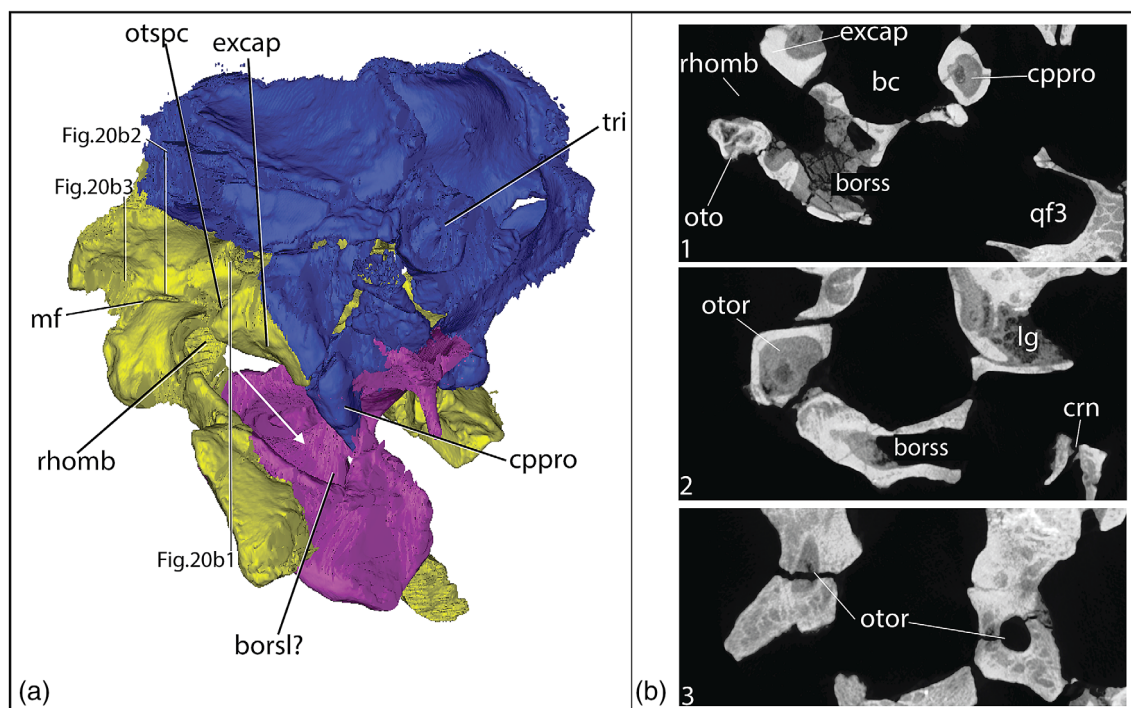 otspc
excap
Fig.20b2
tri
Fig.20b3
mf
rhomb
cppro
Fig.20b1
borsl?
(a)
excap
rhomb
bc
cppro
borss
oto
qf3
1
otor
lg
crn
borss
2
otor
3
(b)